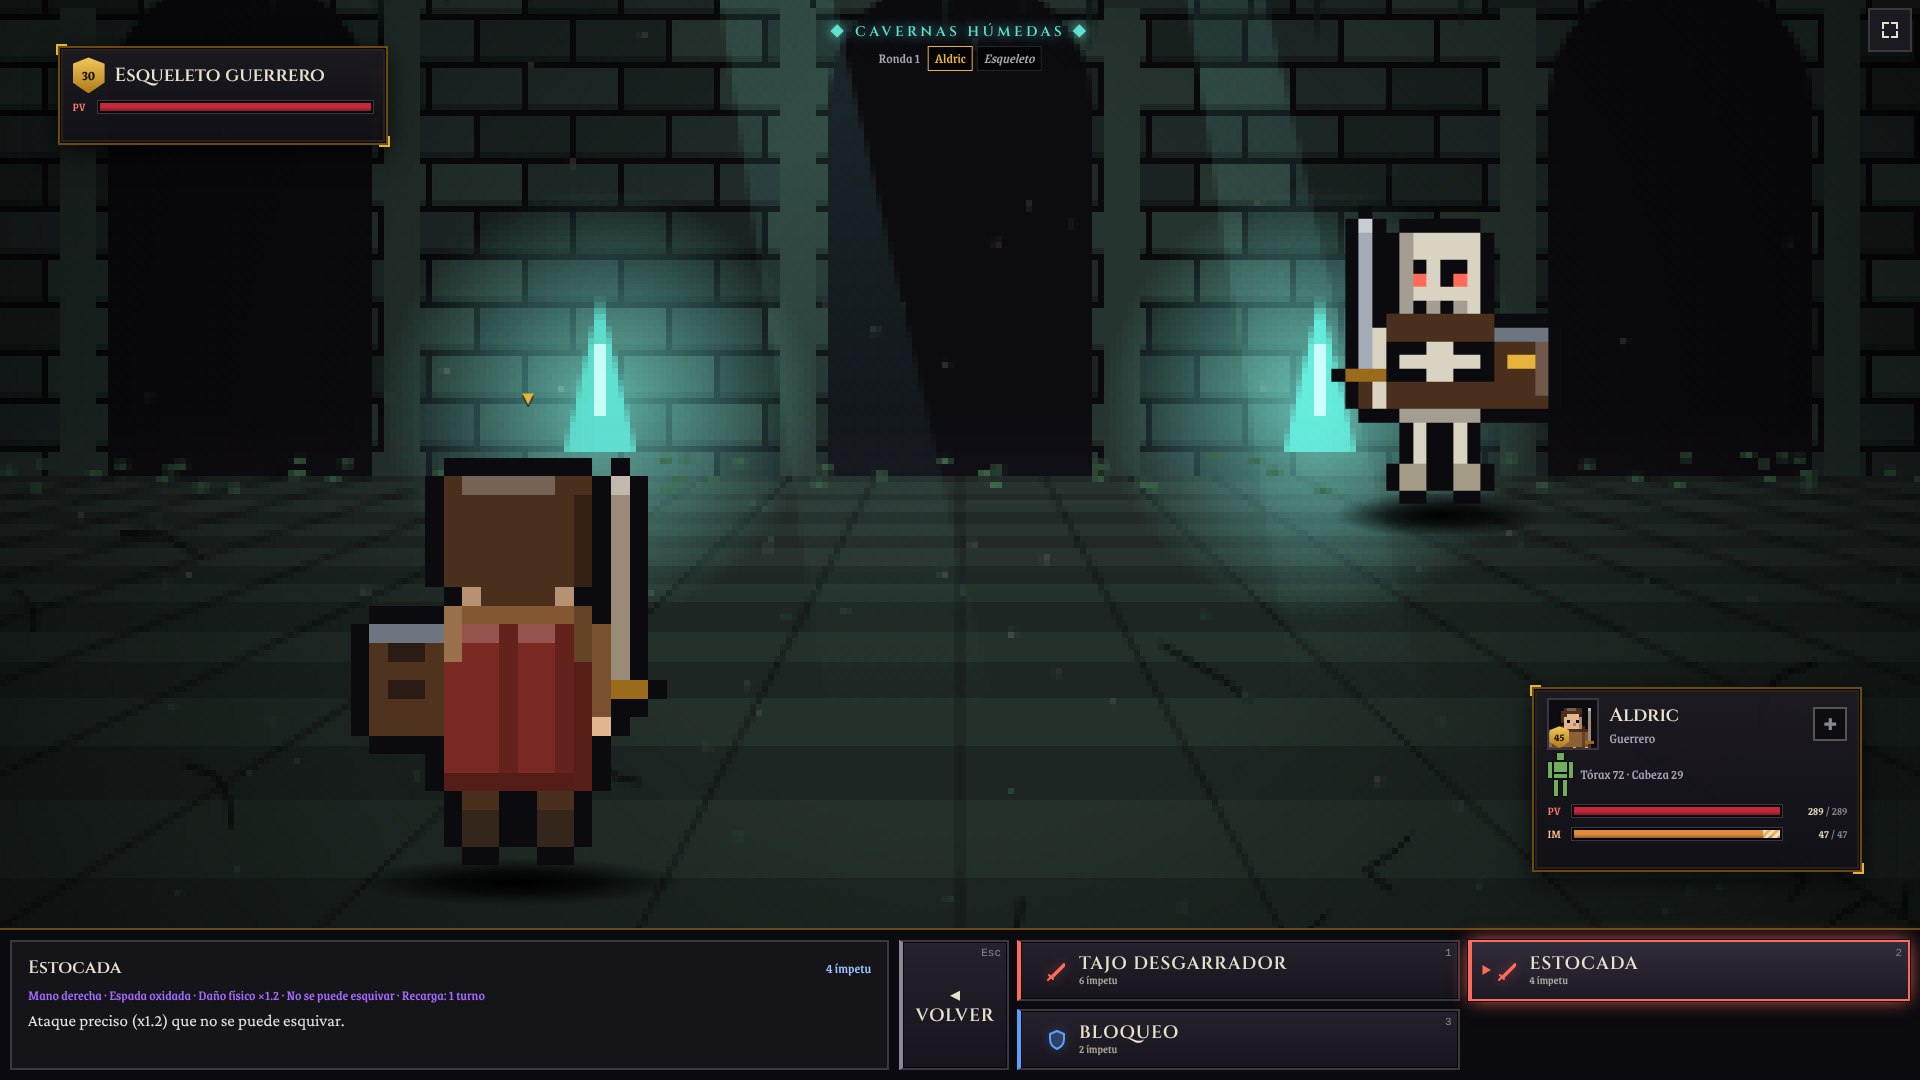 CAVERNAS HÚMEDAS
Ronda 1 Aldric Esqueleto
30 ESQUELETO GUERRERO
PV
ALDRIC
45 Guerrero
Tórax 72 · Cabeza 29
PV 289 / 289
IM 47 / 47
ESTOCADA 4 ímpetu
Mano derecha · Espada oxidada · Daño físico ×1.2 · No se puede esquivar · Recarga: 1 turno
Ataque preciso (x1.2) que no se puede esquivar.
Esc
◄
VOLVER
1
TAJO DESGARRADOR
6 ímpetu
2
ESTOCADA
4 ímpetu
3
BLOQUEO
2 ímpetu